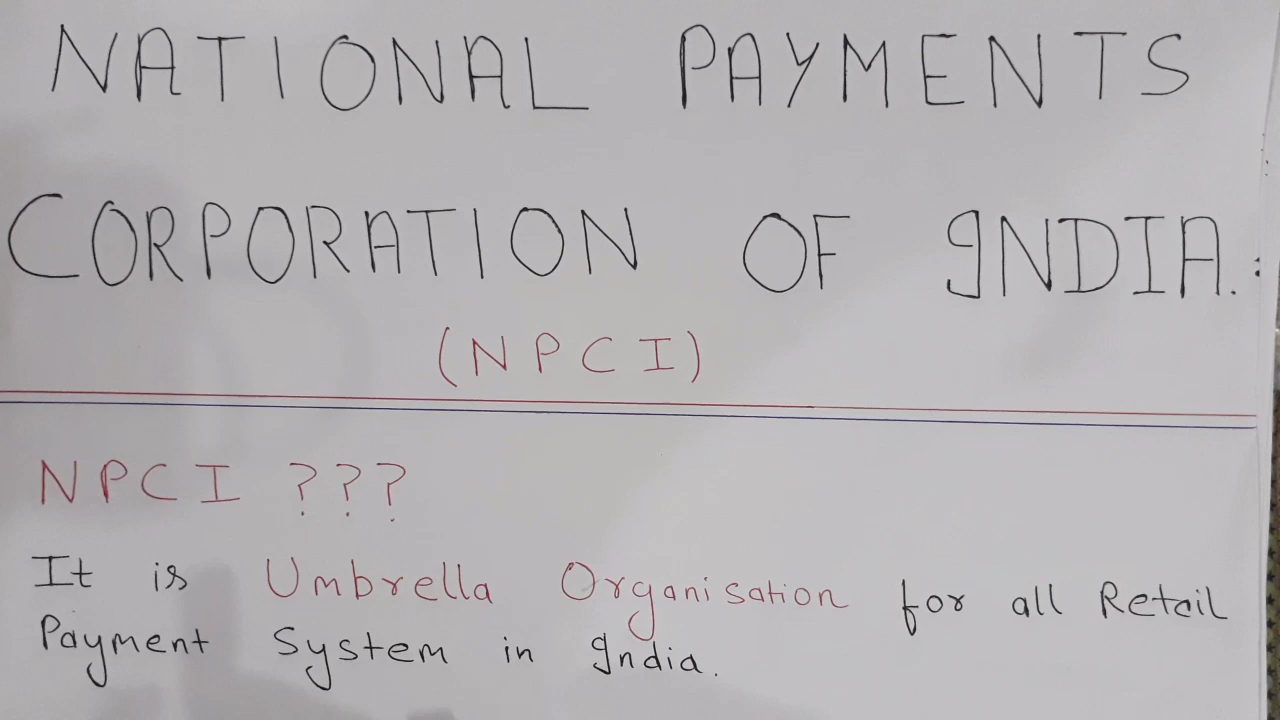 NATIONAL PAYMENTS
CORPORATION OF INDIA.:
(NPCI)
NPCI ???
It is Umbrella Organisation for all Retail
Payment System in India.